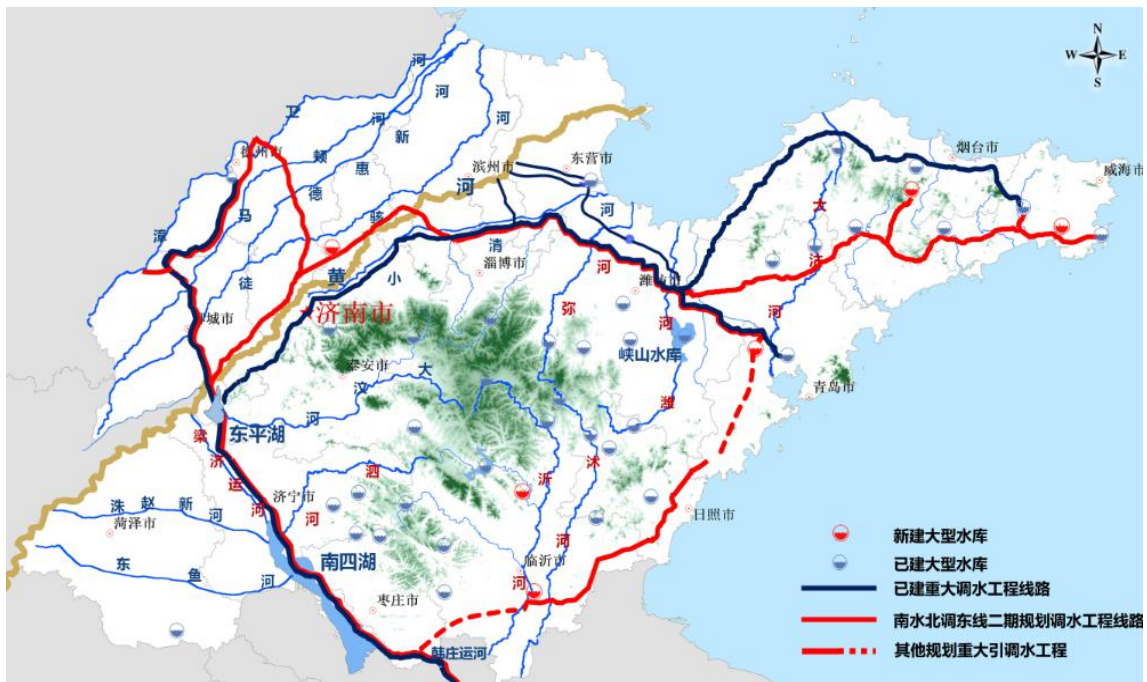 N
W E
S
漳卫河
马颊河
德惠新河
徒骇河
德州市
滨州市
东营市
烟台市
威海市
黄河
小清河
淄博市
潍坊市
济南市
城市
弥河
潍河
峡山水库
大沽河
泰安市
大汶河
青岛市
东平湖
梁济运河
济宁市
泗河
沂河
沭河
日照市
洙赵新河
菏泽市
东鱼河
南四湖
临沂市
枣庄市
韩庄运河
新建大型水库
已建大型水库
已建重大调水工程线路
南水北调东线二期规划调水工程线路
其他规划重大引调水工程